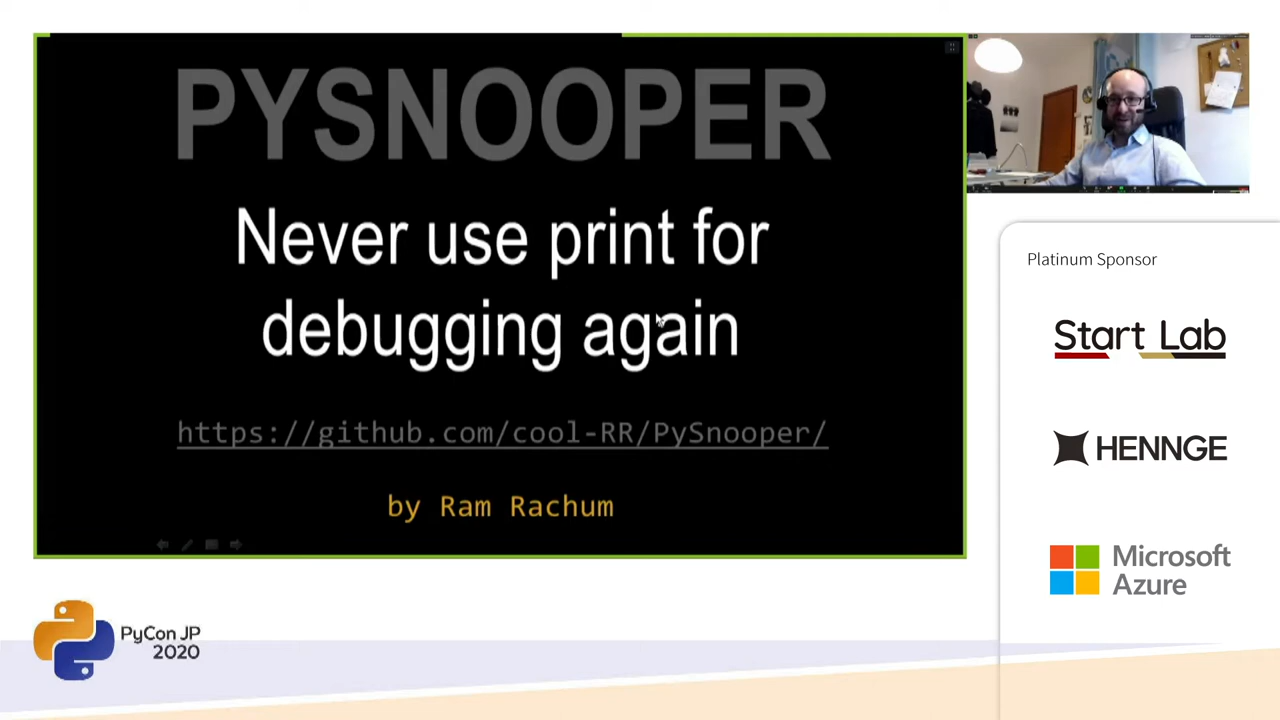 PYSNOOPER
Never use print for
debugging again
https://github.com/cool-RR/PySnooper/
by Ram Rachum
Platinum Sponsor
Start Lab
HENNGE
Microsoft
Azure
PyCon JP
2020